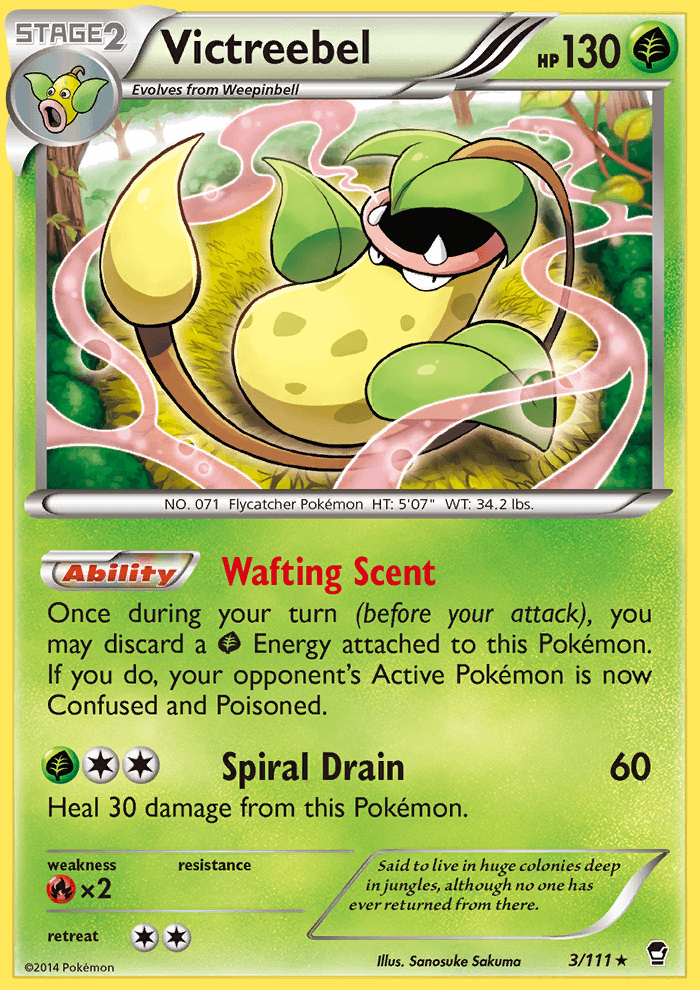 STAGE2
Victreebel
HP130
Evolves from Weepinbell
NO. 071 Flycatcher Pokémon HT: 5'07" WT: 34.2 lbs.
Ability Wafting Scent
Once during your turn (before your attack), you
may discard a Energy attached to this Pokémon.
If you do, your opponent's Active Pokémon is now
Confused and Poisoned.
Spiral Drain 60
Heal 30 damage from this Pokémon.
weakness resistance
×2
Said to live in huge colonies deep
in jungles, although no one has
ever returned from there.
retreat
©2014 Pokémon
Illus. Sanosuke Sakuma
3/111★